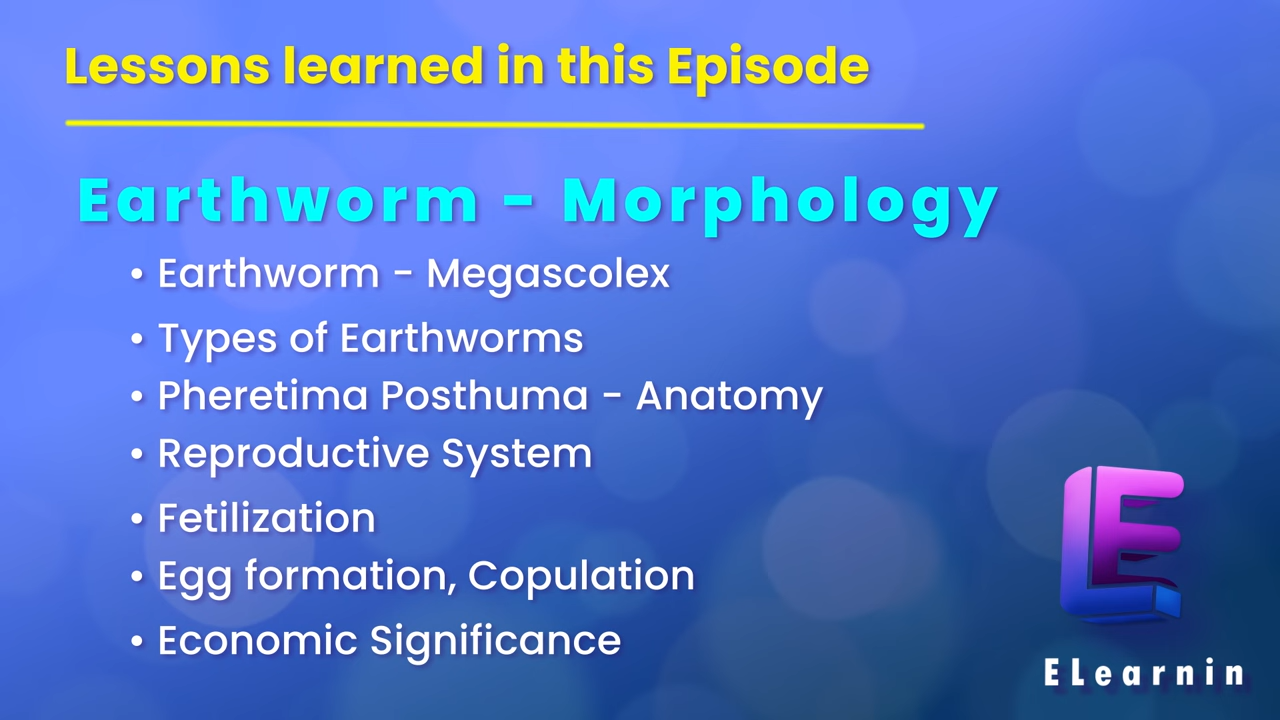 Lessons learned in this Episode
Earthworm - Morphology
• Earthworm - Megascolex
• Types of Earthworms
• Pheretima Posthuma - Anatomy
• Reproductive System
• Fetilization
• Egg formation, Copulation
• Economic Significance
E
ELearnin